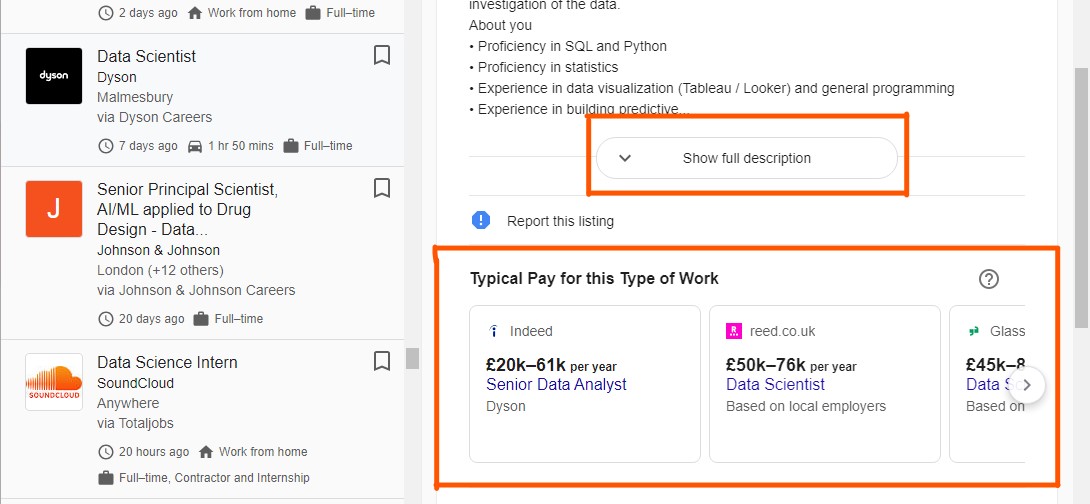 2 days ago Work from home Full–time
dyson
Data Scientist
Dyson
Malmesbury
via Dyson Careers
7 days ago 1 hr 50 mins Full–time
J
Senior Principal Scientist,
AI/ML applied to Drug
Design - Data...
Johnson & Johnson
London (+12 others)
via Johnson & Johnson Careers
20 days ago Full–time
SOUNDCLOUD
Data Science Intern
SoundCloud
Anywhere
via Totaljobs
20 hours ago Work from home
Full–time, Contractor and Internship
investigation of the data.
About you
• Proficiency in SQL and Python
• Proficiency in statistics
• Experience in data visualization (Tableau / Looker) and general programming
• Experience in building predictive...
Show full description
Report this listing
Typical Pay for this Type of Work
Indeed
£20k–61k per year
Senior Data Analyst
Dyson
reed.co.uk
£50k–76k per year
Data Scientist
Based on local employers
Glass
£45k–8
Data
Based on